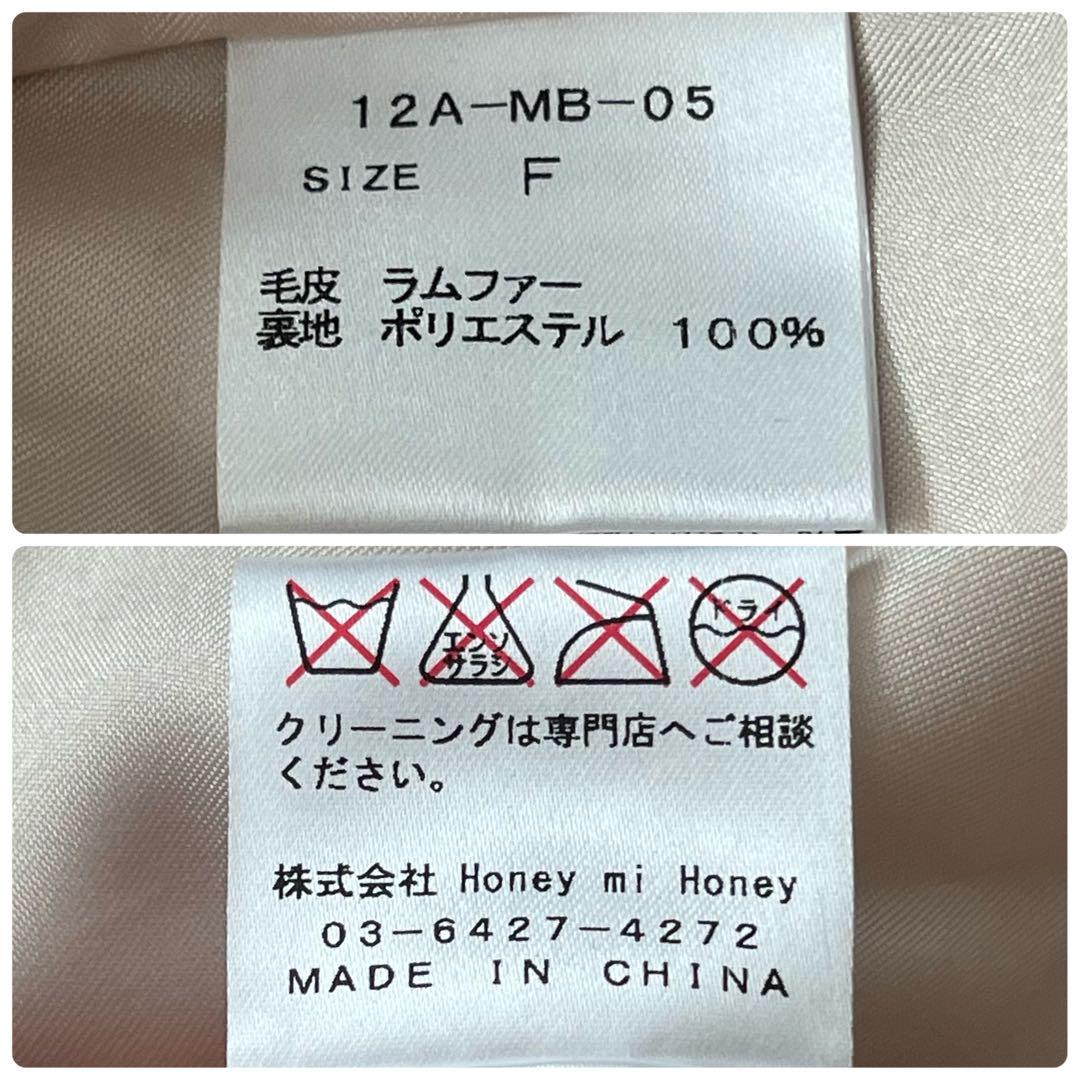 12A-MB-05
SIZE F
毛皮 ラムファー
裏地 ポリエステル 100%
エンソ
サラシ
ドライ
クリーニングは専門店へご相談
ください。
株式会社 Honey mi Honey
03-6427-4272
MADE IN CHINA